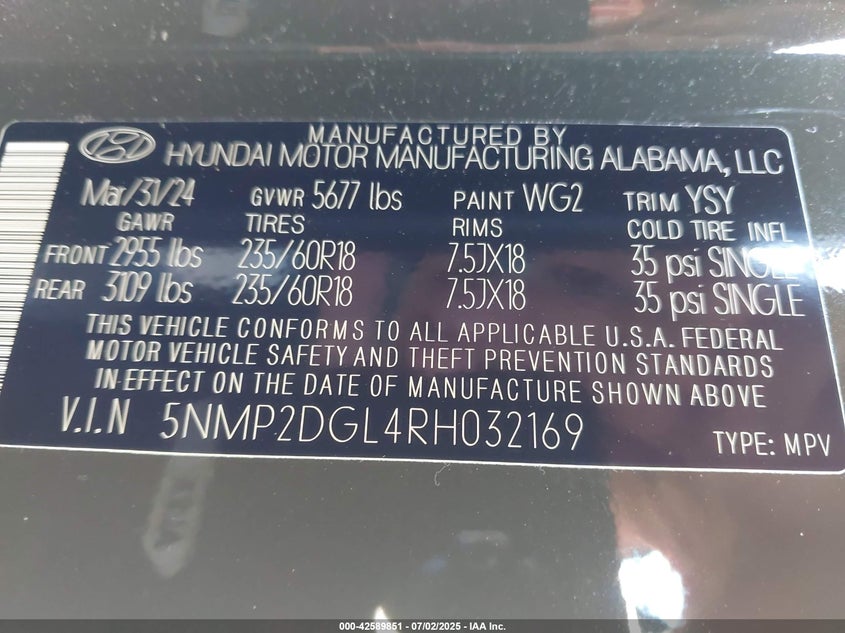 MANUFACTURED BY
HYUNDAI MOTOR MANUFACTURING ALABAMA, LLC
Mar/31/24 GVWR 5677 lbs PAINT WG2 TRIM YSY
GAWR TIRES RIMS COLD TIRE INFL
FRONT 2955 lbs 235/60R18 7.5JX18 35 psi SINGLE
REAR 3109 lbs 235/60R18 7.5JX18 35 psi SINGLE
THIS VEHICLE CONFORMS TO ALL APPLICABLE U.S.A. FEDERAL
MOTOR VEHICLE SAFETY AND THEFT PREVENTION STANDARDS
IN EFFECT ON THE DATE OF MANUFACTURE SHOWN ABOVE
V.I.N 5NMP2DGL4RH032169 TYPE: MPV
000-42589851 - 07/02/2025 - IAA Inc.